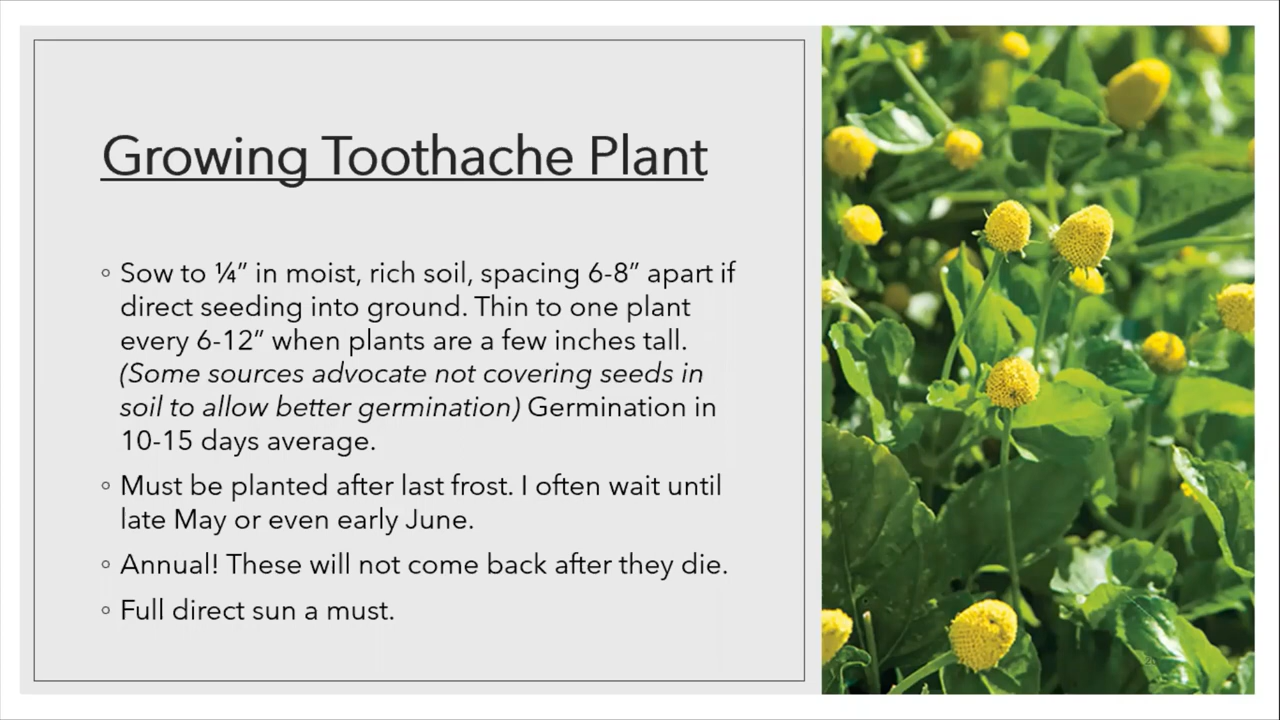 Growing Toothache Plant
◦ Sow to ¼” in moist, rich soil, spacing 6-8” apart if
direct seeding into ground. Thin to one plant
every 6-12” when plants are a few inches tall.
(Some sources advocate not covering seeds in
soil to allow better germination) Germination in
10-15 days average.
◦ Must be planted after last frost. I often wait until
late May or even early June.
◦ Annual! These will not come back after they die.
◦ Full direct sun a must.